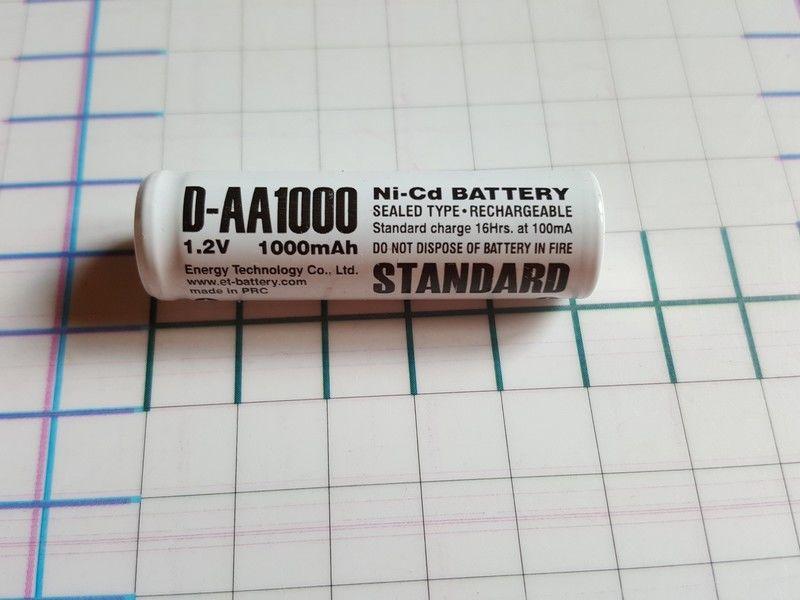 D-AA1000
1.2V 1000mAh
Energy Technology Co., Ltd.
www.et-battery.com
made in PRC
Ni-Cd BATTERY
SEALED TYPE • RECHARGEABLE
Standard charge 16Hrs. at 100mA
DO NOT DISPOSE OF BATTERY IN FIRE
STANDARD